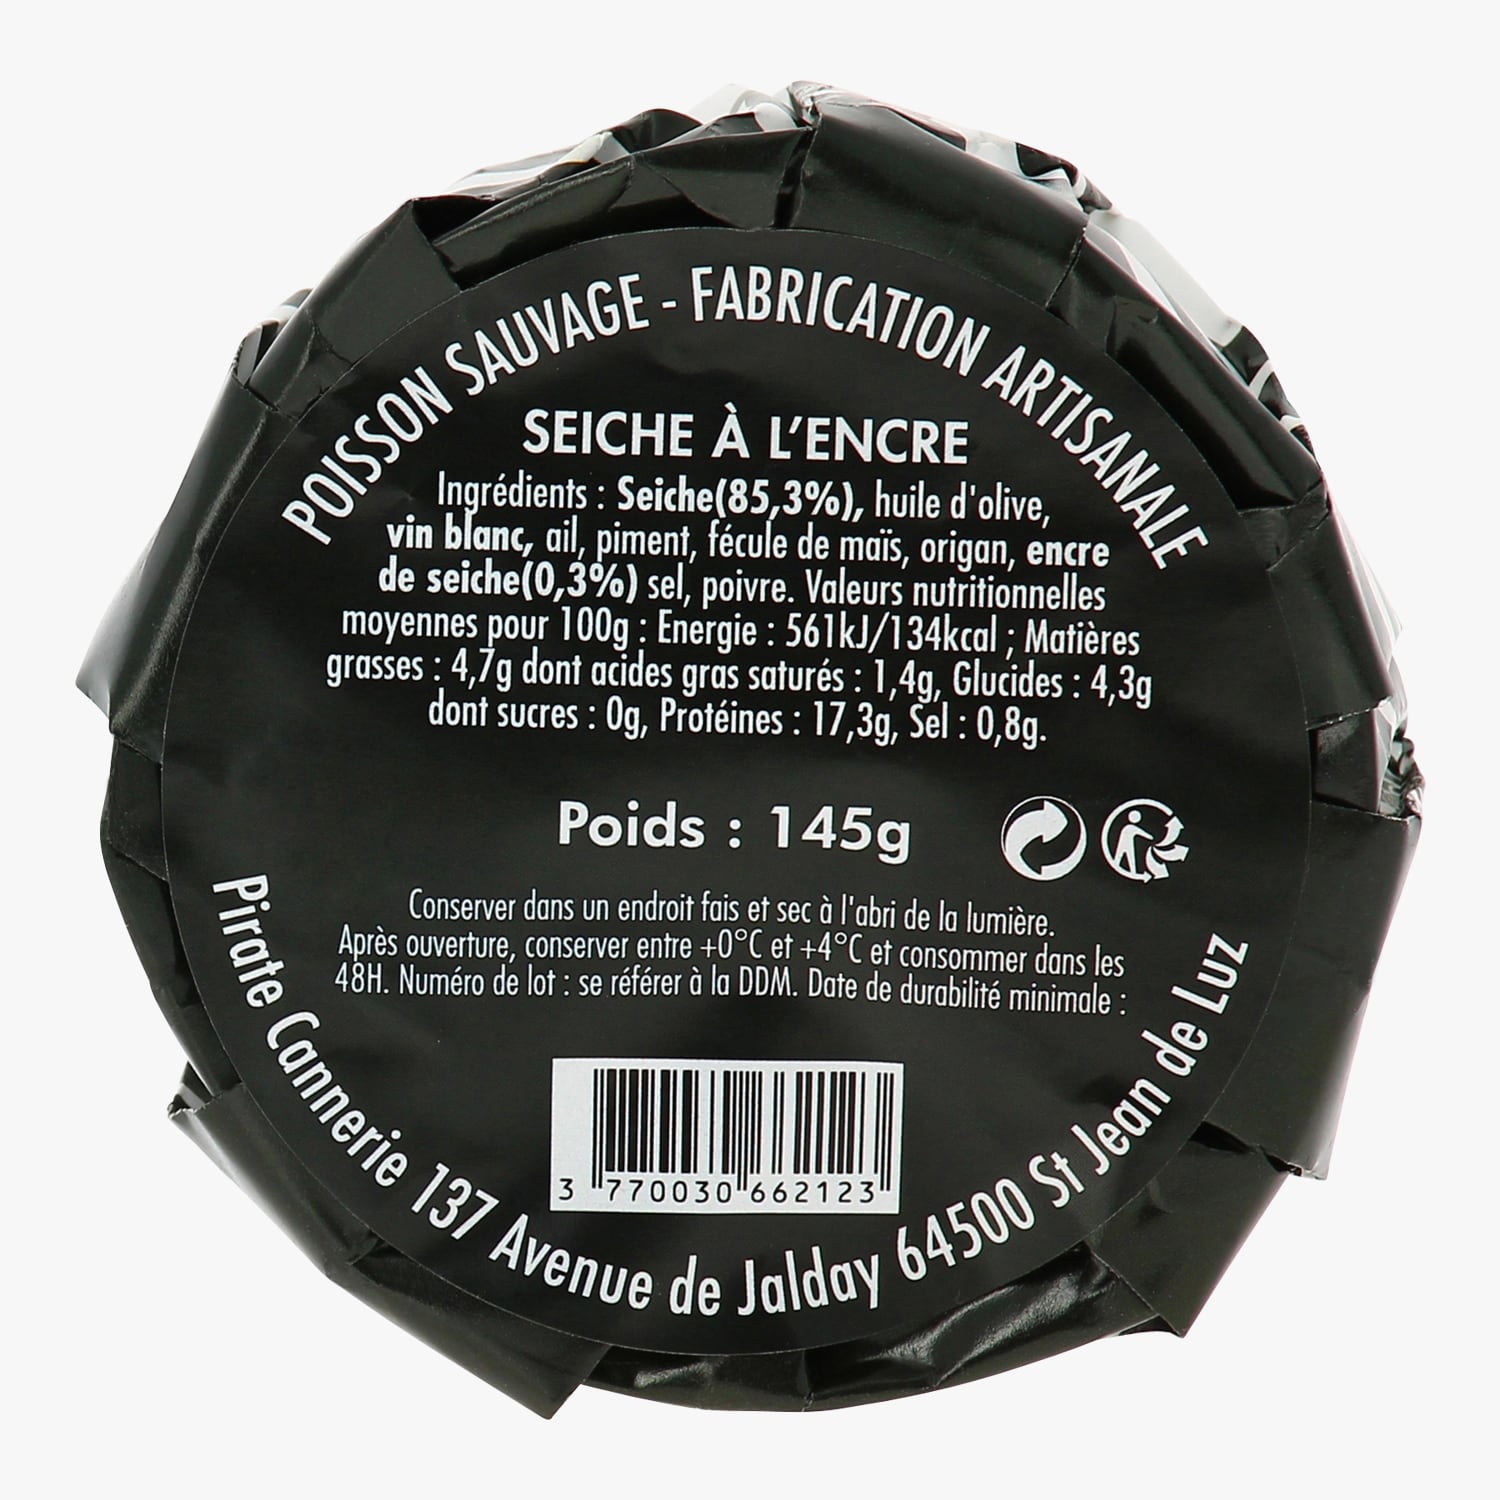 POISSON SAUVAGE - FABRICATION ARTISANALE
SEICHE À L'ENCRE
Ingrédients : Seiche(85,3%), huile d'olive,
vin blanc, ail, piment, fécule de maïs, origan, encre
de seiche(0,3%) sel, poivre. Valeurs nutritionnelles
moyennes pour 100g : Energie : 561kJ/134kcal ; Matières
grasses : 4,7g dont acides gras saturés : 1,4g, Glucides : 4,3g
dont sucres : 0g, Protéines : 17,3g, Sel : 0,8g.
Poids : 145g
Conserver dans un endroit fais et sec à l'abri de la lumière.
Après ouverture, conserver entre +0°C et +4°C et consommer dans les
48H. Numéro de lot : se référer à la DDM. Date de durabilité minimale :
3 770030 662123
Pirate Cannerie 137 Avenue de Jalday 64500 St Jean de Luz